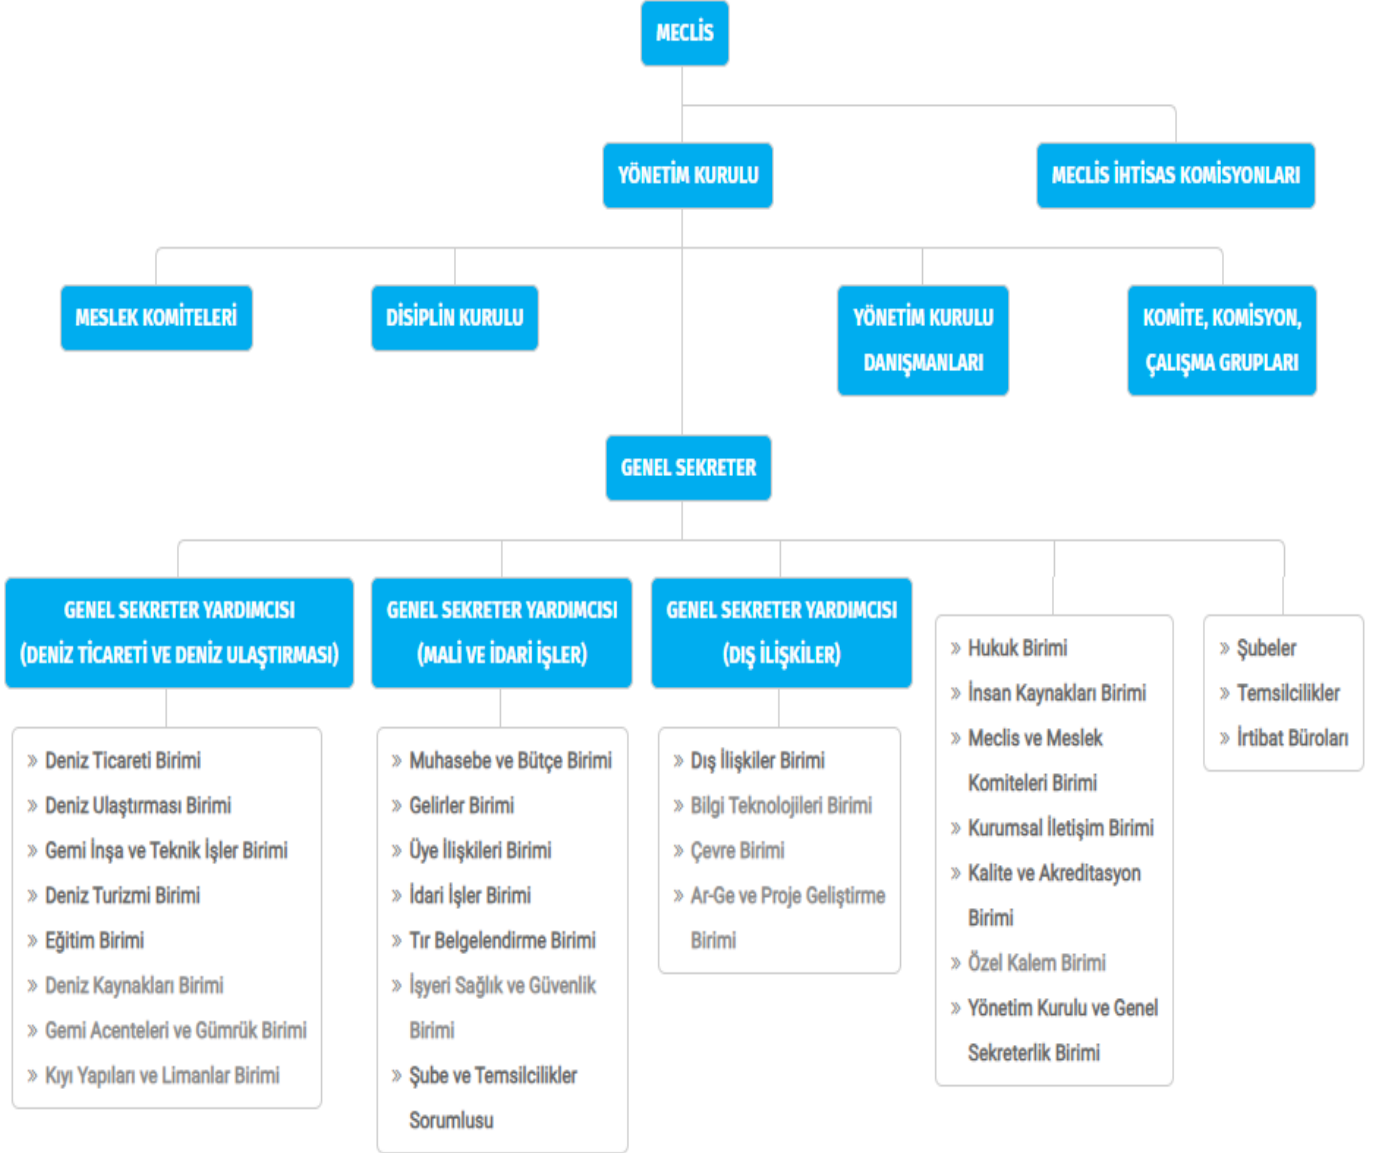 MECLİS
YÖNETİM KURULU
MECLİS İHTİSAS KOMİSYONLARI
MESLEK KOMİTELERİ
DİSİPLİN KURULU
YÖNETİM KURULU
DANIŞMANLARI
KOMİTE, KOMİSYON,
ÇALIŞMA GRUPLARI
GENEL SEKRETER
GENEL SEKRETER YARDIMCISI
(DENİZ TİCARETİ VE DENİZ ULAŞTIRMASI)
» Deniz Ticareti Birimi
» Deniz Ulaştırması Birimi
» Gemi İnşa ve Teknik İşler Birimi
» Deniz Turizmi Birimi
» Eğitim Birimi
» Deniz Kaynakları Birimi
» Gemi Acenteleri ve Gümrük Birimi
» Kıyı Yapıları ve Limanlar Birimi
GENEL SEKRETER YARDIMCISI
(MALİ VE İDARİ İŞLER)
» Muhasebe ve Bütçe Birimi
» Gelirler Birimi
» Üye İlişkileri Birimi
» İdari İşler Birimi
» Tır Belgelendirme Birimi
» İşyeri Sağlık ve Güvenlik
Birimi
» Şube ve Temsilcilikler
Sorumlusu
GENEL SEKRETER YARDIMCISI
(DIŞ İLİŞKİLER)
» Dış İlişkiler Birimi
» Bilgi Teknolojileri Birimi
» Çevre Birimi
» Ar-Ge ve Proje Geliştirme
Birimi
» Hukuk Birimi
» İnsan Kaynakları Birimi
» Meclis ve Meslek
Komiteleri Birimi
» Kurumsal İletişim Birimi
» Kalite ve Akreditasyon
Birimi
» Özel Kalem Birimi
» Yönetim Kurulu ve Genel
Sekreterlik Birimi
» Şubeler
» Temsilcilikler
» İrtibat Büroları